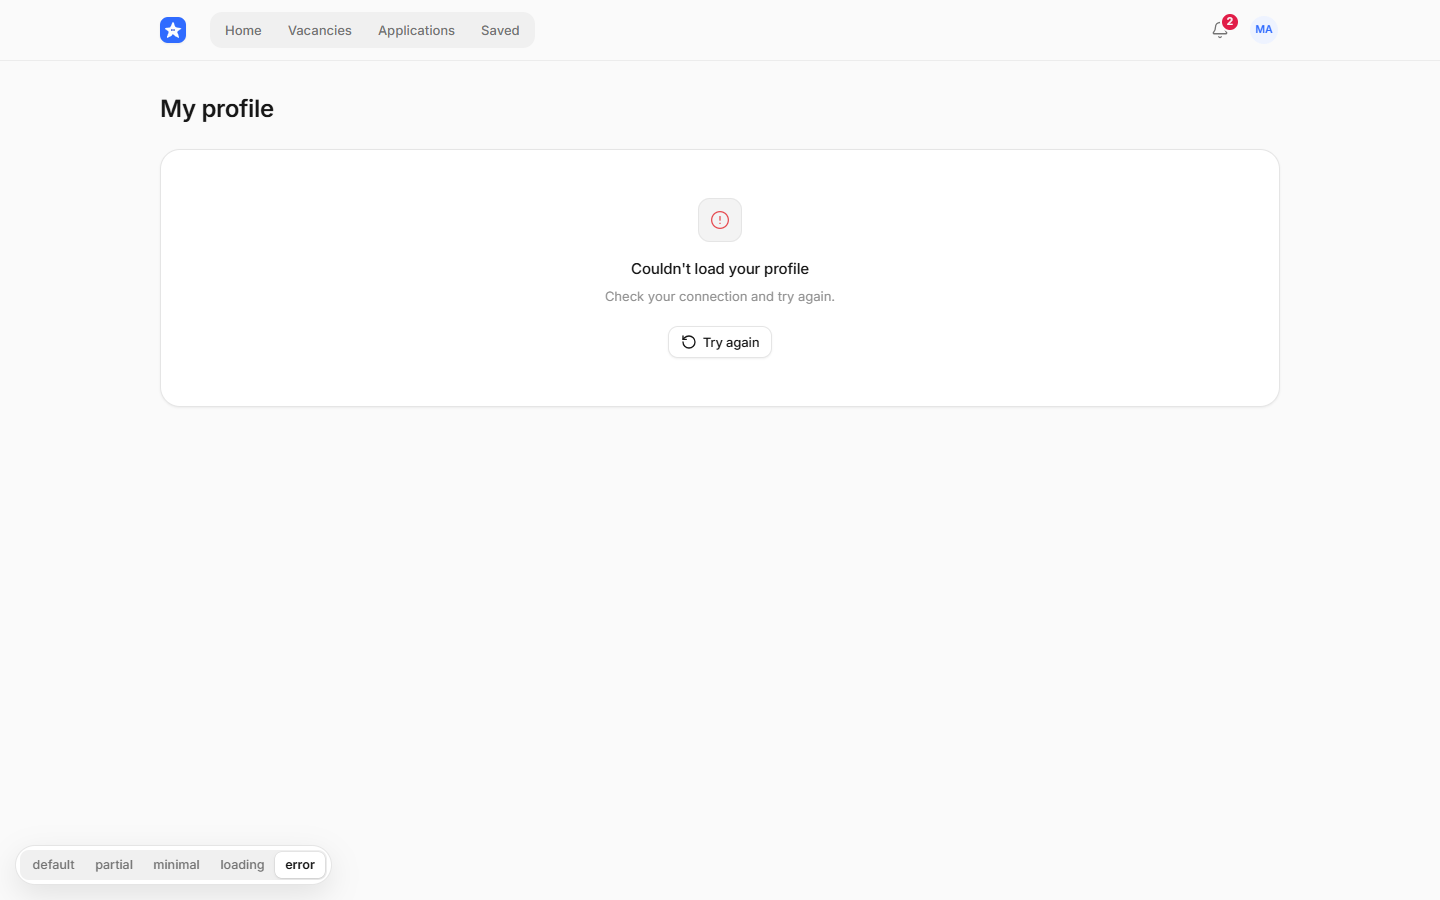 Home Vacancies Applications Saved 2 MA
My profile
Couldn't load your profile
Check your connection and try again.
Try again
default partial minimal loading error